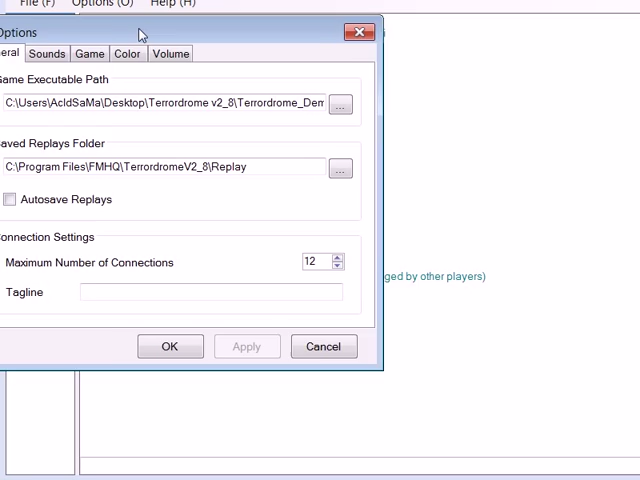 File (F) Options (O) Help (H)
Options
eral Sounds Game Color Volume
Game Executable Path
C:\Users\AcIdSaMa\Desktop\Terrordrome v2_8\Terrordrome_Dem
...
Saved Replays Folder
C:\Program Files\FMHQ\TerrordromeV2_8\Replay
...
Autosave Replays
onnection Settings
Maximum Number of Connections 12
Tagline
ged by other players)
OK Apply Cancel